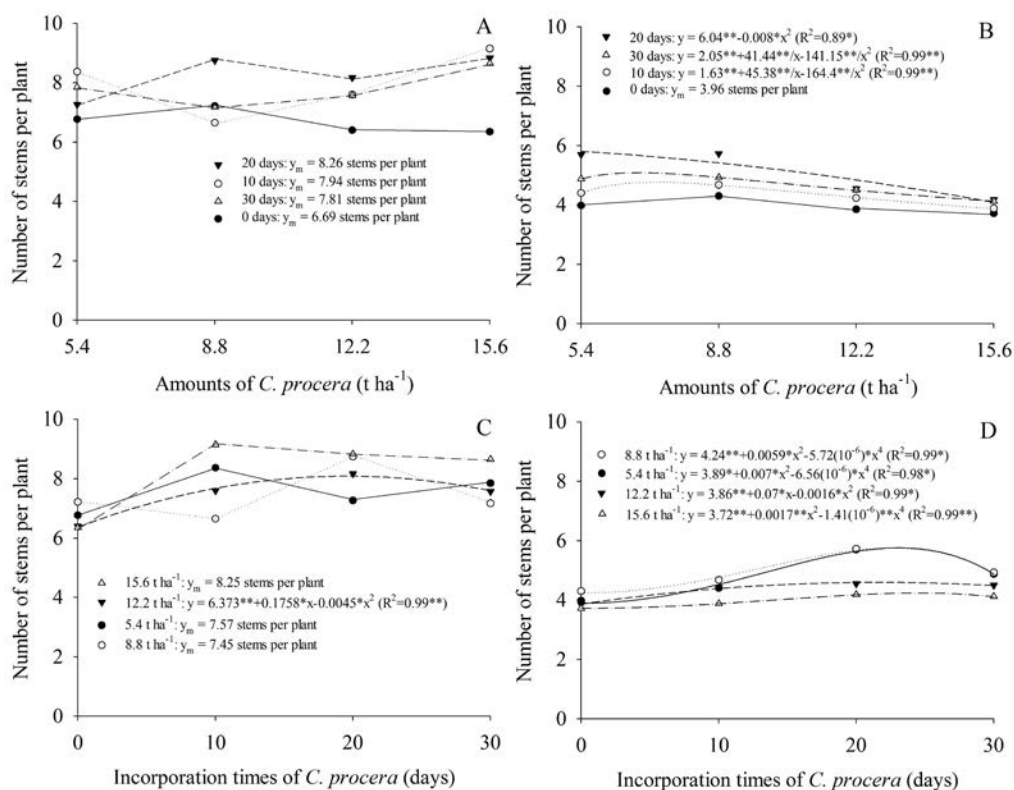 A
Number of stems per plant
10
8
6
4
2
0
20 days: yₘ = 8.26 stems per plant
10 days: yₘ = 7.94 stems per plant
30 days: yₘ = 7.81 stems per plant
0 days: yₘ = 6.69 stems per plant
5.4 8.8 12.2 15.6
Amounts of C. procera (t ha⁻¹)
B
Number of stems per plant
10
8
6
4
2
0
20 days: y = 6.04**-0.008*x² (R²=0.89*)
30 days: y = 2.05**+41.44**/x-141.15**/x² (R²=0.99**)
10 days: y = 1.63**+45.38**/x-164.4**/x² (R²=0.99**)
0 days: yₘ = 3.96 stems per plant
5.4 8.8 12.2 15.6
Amounts of C. procera (t ha⁻¹)
C
Number of stems per plant
10
8
6
4
2
0
15.6 t ha⁻¹: yₘ = 8.25 stems per plant
12.2 t ha⁻¹: y = 6.373**+0.1758*x-0.0045*x² (R²=0.99**)
5.4 t ha⁻¹: yₘ = 7.57 stems per plant
8.8 t ha⁻¹: yₘ = 7.45 stems per plant
0 10 20 30
Incorporation times of C. procera (days)
D
Number of stems per plant
10
8
6
4
2
0
8.8 t ha⁻¹: y = 4.24**+0.0059*x²-5.72(10⁻⁶)*x⁴ (R²=0.99*)
5.4 t ha⁻¹: y = 3.89*+0.007*x²-6.56(10⁻⁶)*x⁴ (R²=0.98*)
12.2 t ha⁻¹: y = 3.86**+0.07*x-0.0016*x² (R²=0.99*)
15.6 t ha⁻¹: y = 3.72**+0.0017**x²-1.41(10⁻⁶)**x⁴ (R²=0.99**)
0 10 20 30
Incorporation times of C. procera (days)